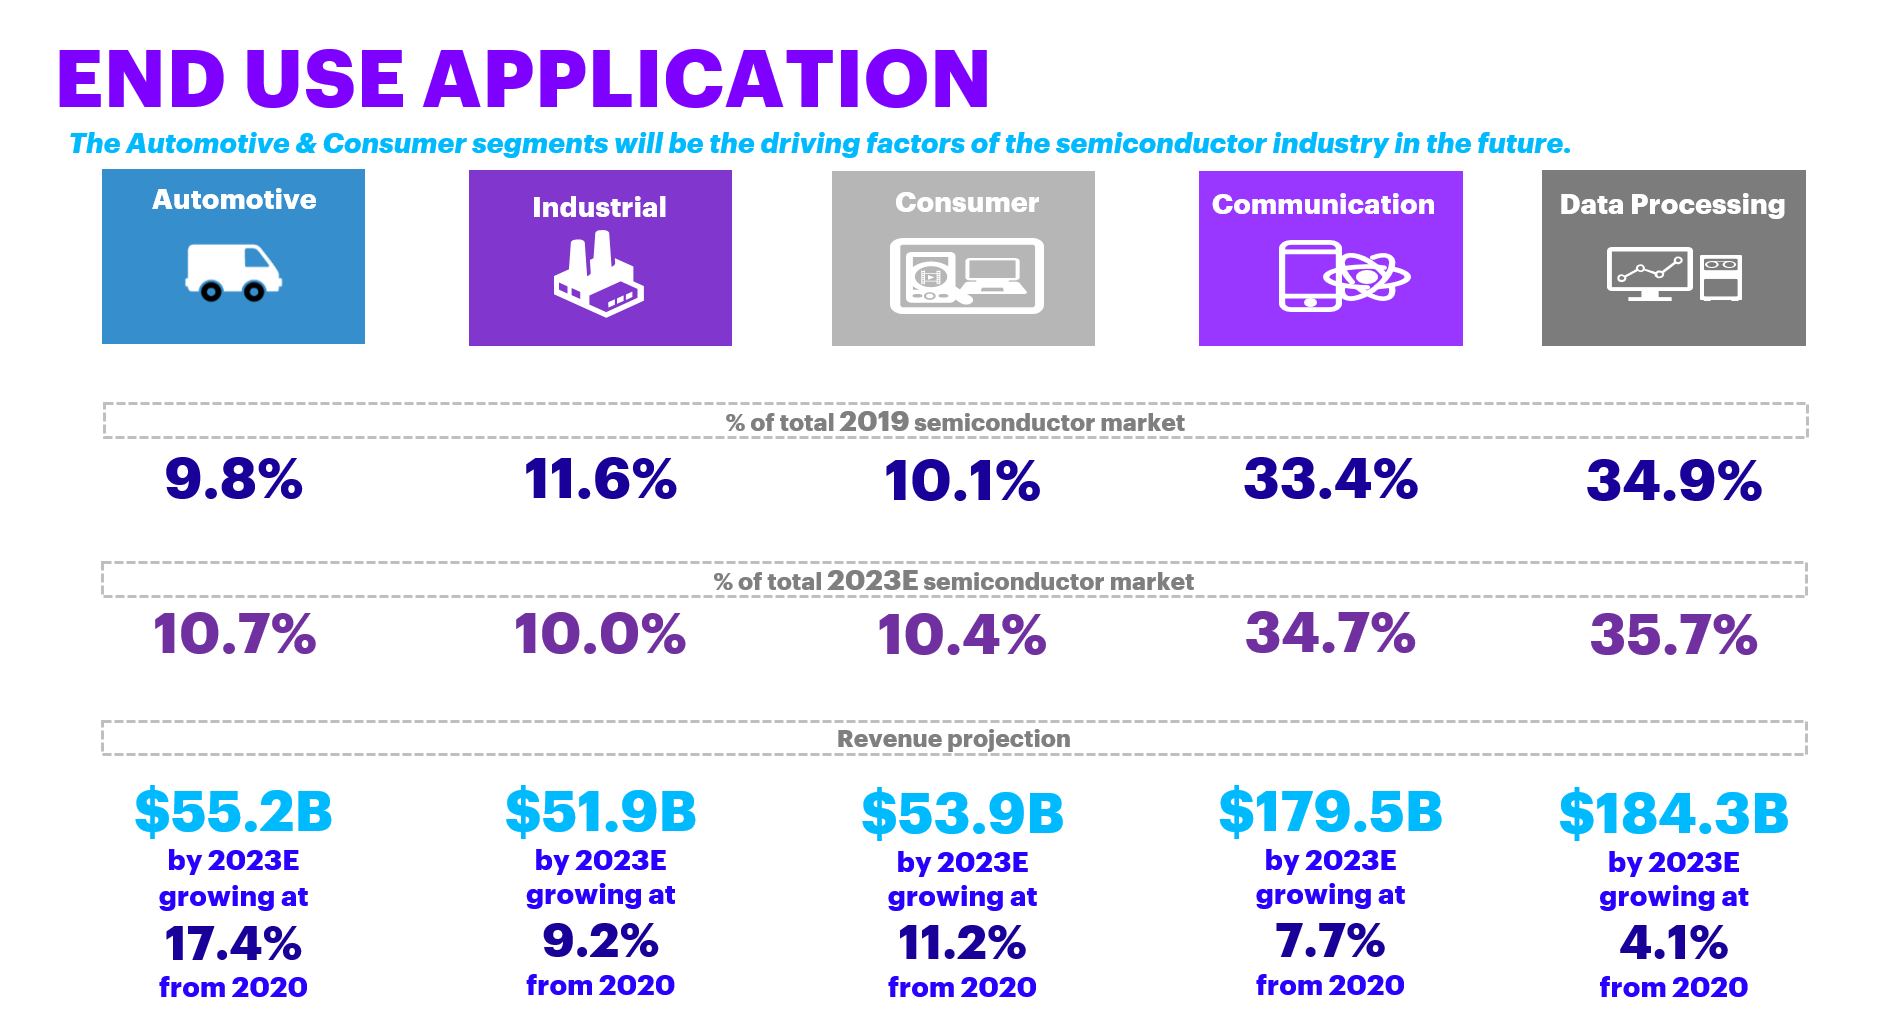 END USE APPLICATION
The Automotive & Consumer segments will be the driving factors of the semiconductor industry in the future.
Automotive
Industrial
Consumer
Communication
Data Processing
% of total 2019 semiconductor market
9.8%
11.6%
10.1%
33.4%
34.9%
% of total 2023E semiconductor market
10.7%
10.0%
10.4%
34.7%
35.7%
Revenue projection
$55.2B
by 2023E
growing at
17.4%
from 2020
$51.9B
by 2023E
growing at
9.2%
from 2020
$53.9B
by 2023E
growing at
11.2%
from 2020
$179.5B
by 2023E
growing at
7.7%
from 2020
$184.3B
by 2023E
growing at
4.1%
from 2020